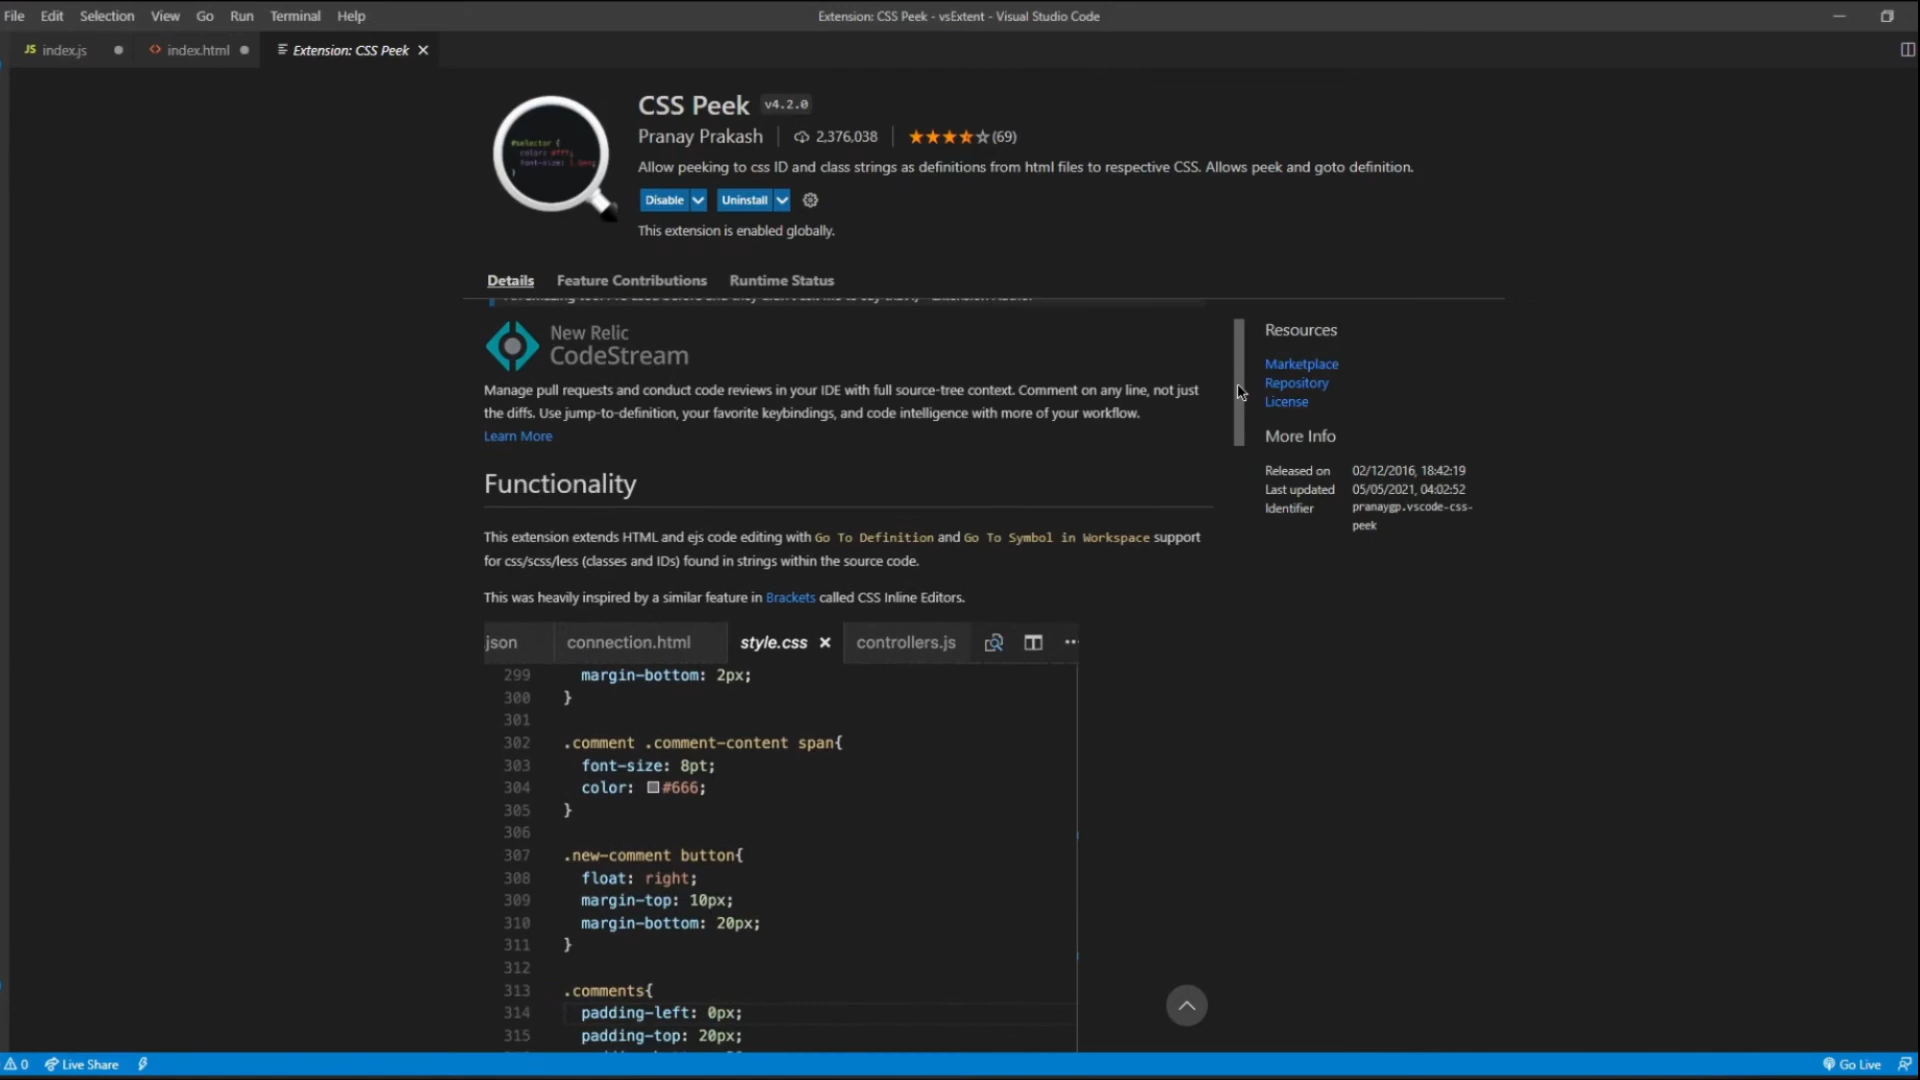 File Edit Selection View Go Run Terminal Help
Extension: CSS Peek - vsExtent - Visual Studio Code
JS index.js
<> index.html
Extension: CSS Peek
CSS Peek v4.2.0
Pranay Prakash 2,376,038 (69)
Allow peeking to css ID and class strings as definitions from html files to respective CSS. Allows peek and goto definition.
Disable Uninstall
This extension is enabled globally.
Details Feature Contributions Runtime Status
New Relic
CodeStream
Manage pull requests and conduct code reviews in your IDE with full source-tree context. Comment on any line, not just
the diffs. Use jump-to-definition, your favorite keybindings, and code intelligence with more of your workflow.
Learn More
Functionality
This extension extends HTML and ejs code editing with Go To Definition and Go To Symbol in Workspace support
for css/scss/less (classes and IDs) found in strings within the source code.
This was heavily inspired by a similar feature in Brackets called CSS Inline Editors.
.json connection.html style.css controllers.js
299 margin-bottom: 2px;
300 }
301
302 .comment .comment-content span{
303 font-size: 8pt;
304 color: #666;
305 }
306
307 .new-comment button{
308 float: right;
309 margin-top: 10px;
310 margin-bottom: 20px;
311 }
312
313 .comments{
314 padding-left: 0px;
315 padding-top: 20px;
Resources
Marketplace
Repository
License
More Info
Released on 02/12/2016, 18:42:19
Last updated 05/05/2021, 04:02:52
Identifier pranaygp.vscode-css-
peek
0 Live Share
Go Live